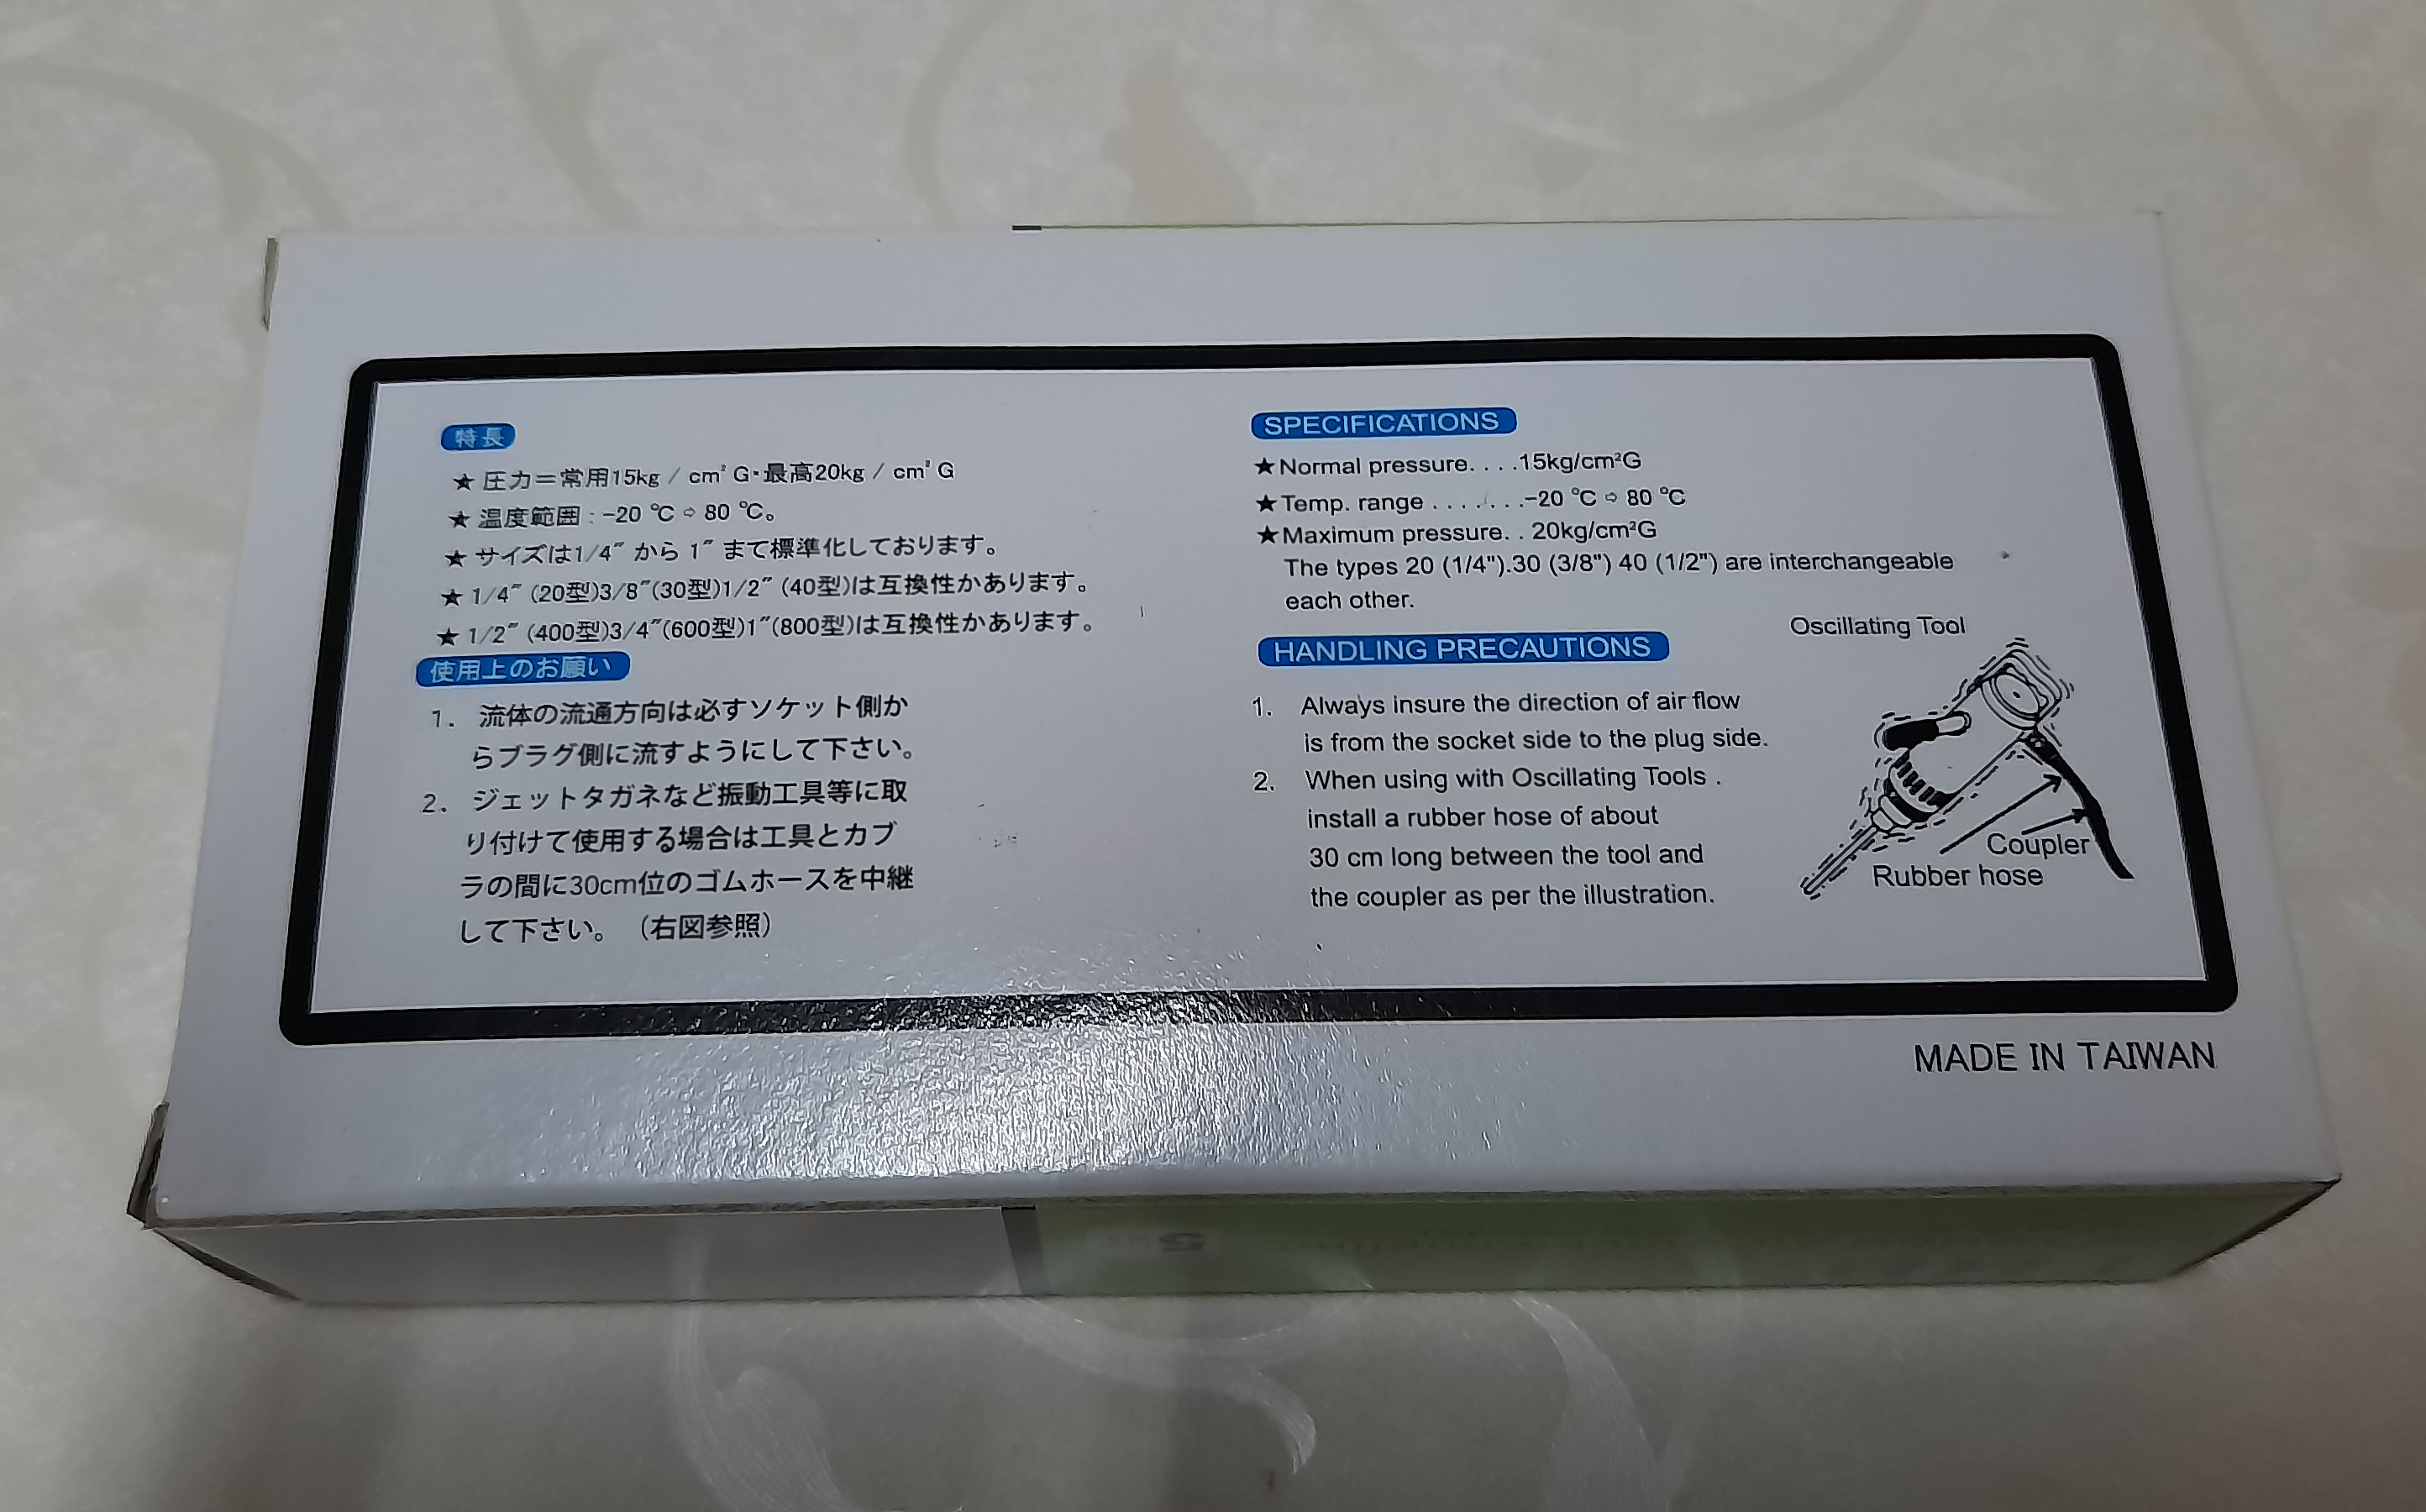 特長
★ 圧力＝常用15kg / cm² G・最高20kg / cm² G
★ 温度範囲 : -20 ℃ ⇨ 80 ℃。
★ サイズは1/4″ から 1″ まて標準化しております。
★ 1/4″ (20型)3/8″(30型)1/2″ (40型)は互換性かあります。
★ 1/2″ (400型)3/4″(600型)1″(800型)は互換性かあります。
使用上のお願い
1. 流体の流通方向は必すソケット側か
らブラグ側に流すようにして下さい。
2. ジェットタガネなど振動工具等に取
り付けて使用する場合は工具とカブ
ラの間に30cm位のゴムホースを中継
して下さい。（右図参照）
SPECIFICATIONS
★Normal pressure. . . .15kg/cm²G
★Temp. range . . . . . . .-20 ℃ ⇨ 80 ℃
★Maximum pressure. . 20kg/cm²G
The types 20 (1/4").30 (3/8") 40 (1/2") are interchangeable
each other.
HANDLING PRECAUTIONS
1. Always insure the direction of air flow
is from the socket side to the plug side.
2. When using with Oscillating Tools .
install a rubber hose of about
30 cm long between the tool and
the coupler as per the illustration.
Oscillating Tool
Coupler
Rubber hose
MADE IN TAIWAN